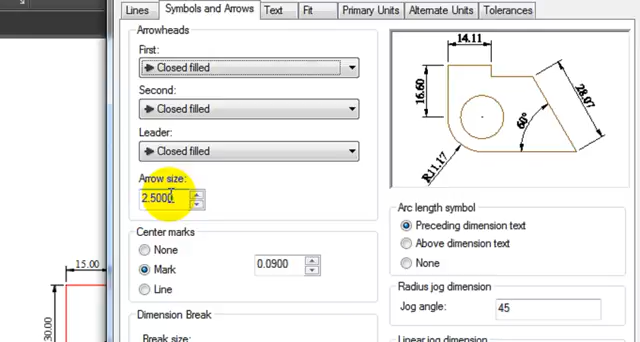 Lines
Symbols and Arrows
Text
Fit
Primary Units
Alternate Units
Tolerances
Arrowheads
First:
Closed filled
Second:
Closed filled
Leader:
Closed filled
Arrow size:
2.5000
Center marks
None
Mark
0.0900
Line
Dimension Break
Break size:
14.11
16.60
28.07
60°
R11.17
Arc length symbol
Preceding dimension text
Above dimension text
None
Radius jog dimension
Jog angle:
45
Linear jog dimension
15.00
30.00